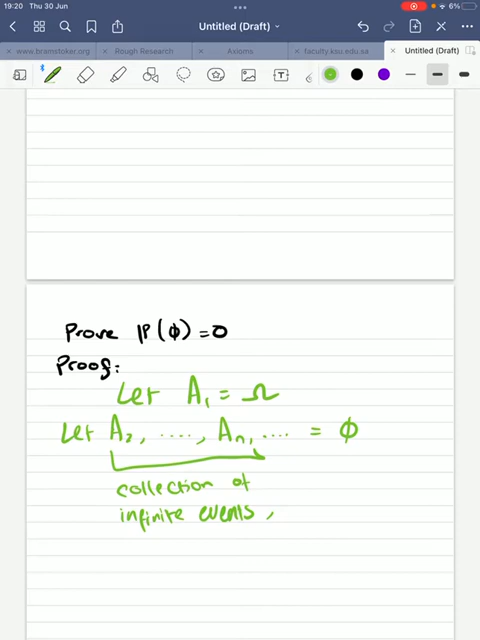 19:20 Thu 30 Jun
6%
Untitled (Draft)
www.bramstoker.org
Rough Research
Axioms
faculty.ksu.edu.sa
Untitled (Draft)
Prove ℙ(ϕ) = 0
Proof:
Let A₁ = Ω
Let A₂, ...., Aₙ, .... = ϕ
collection of
infinite events,